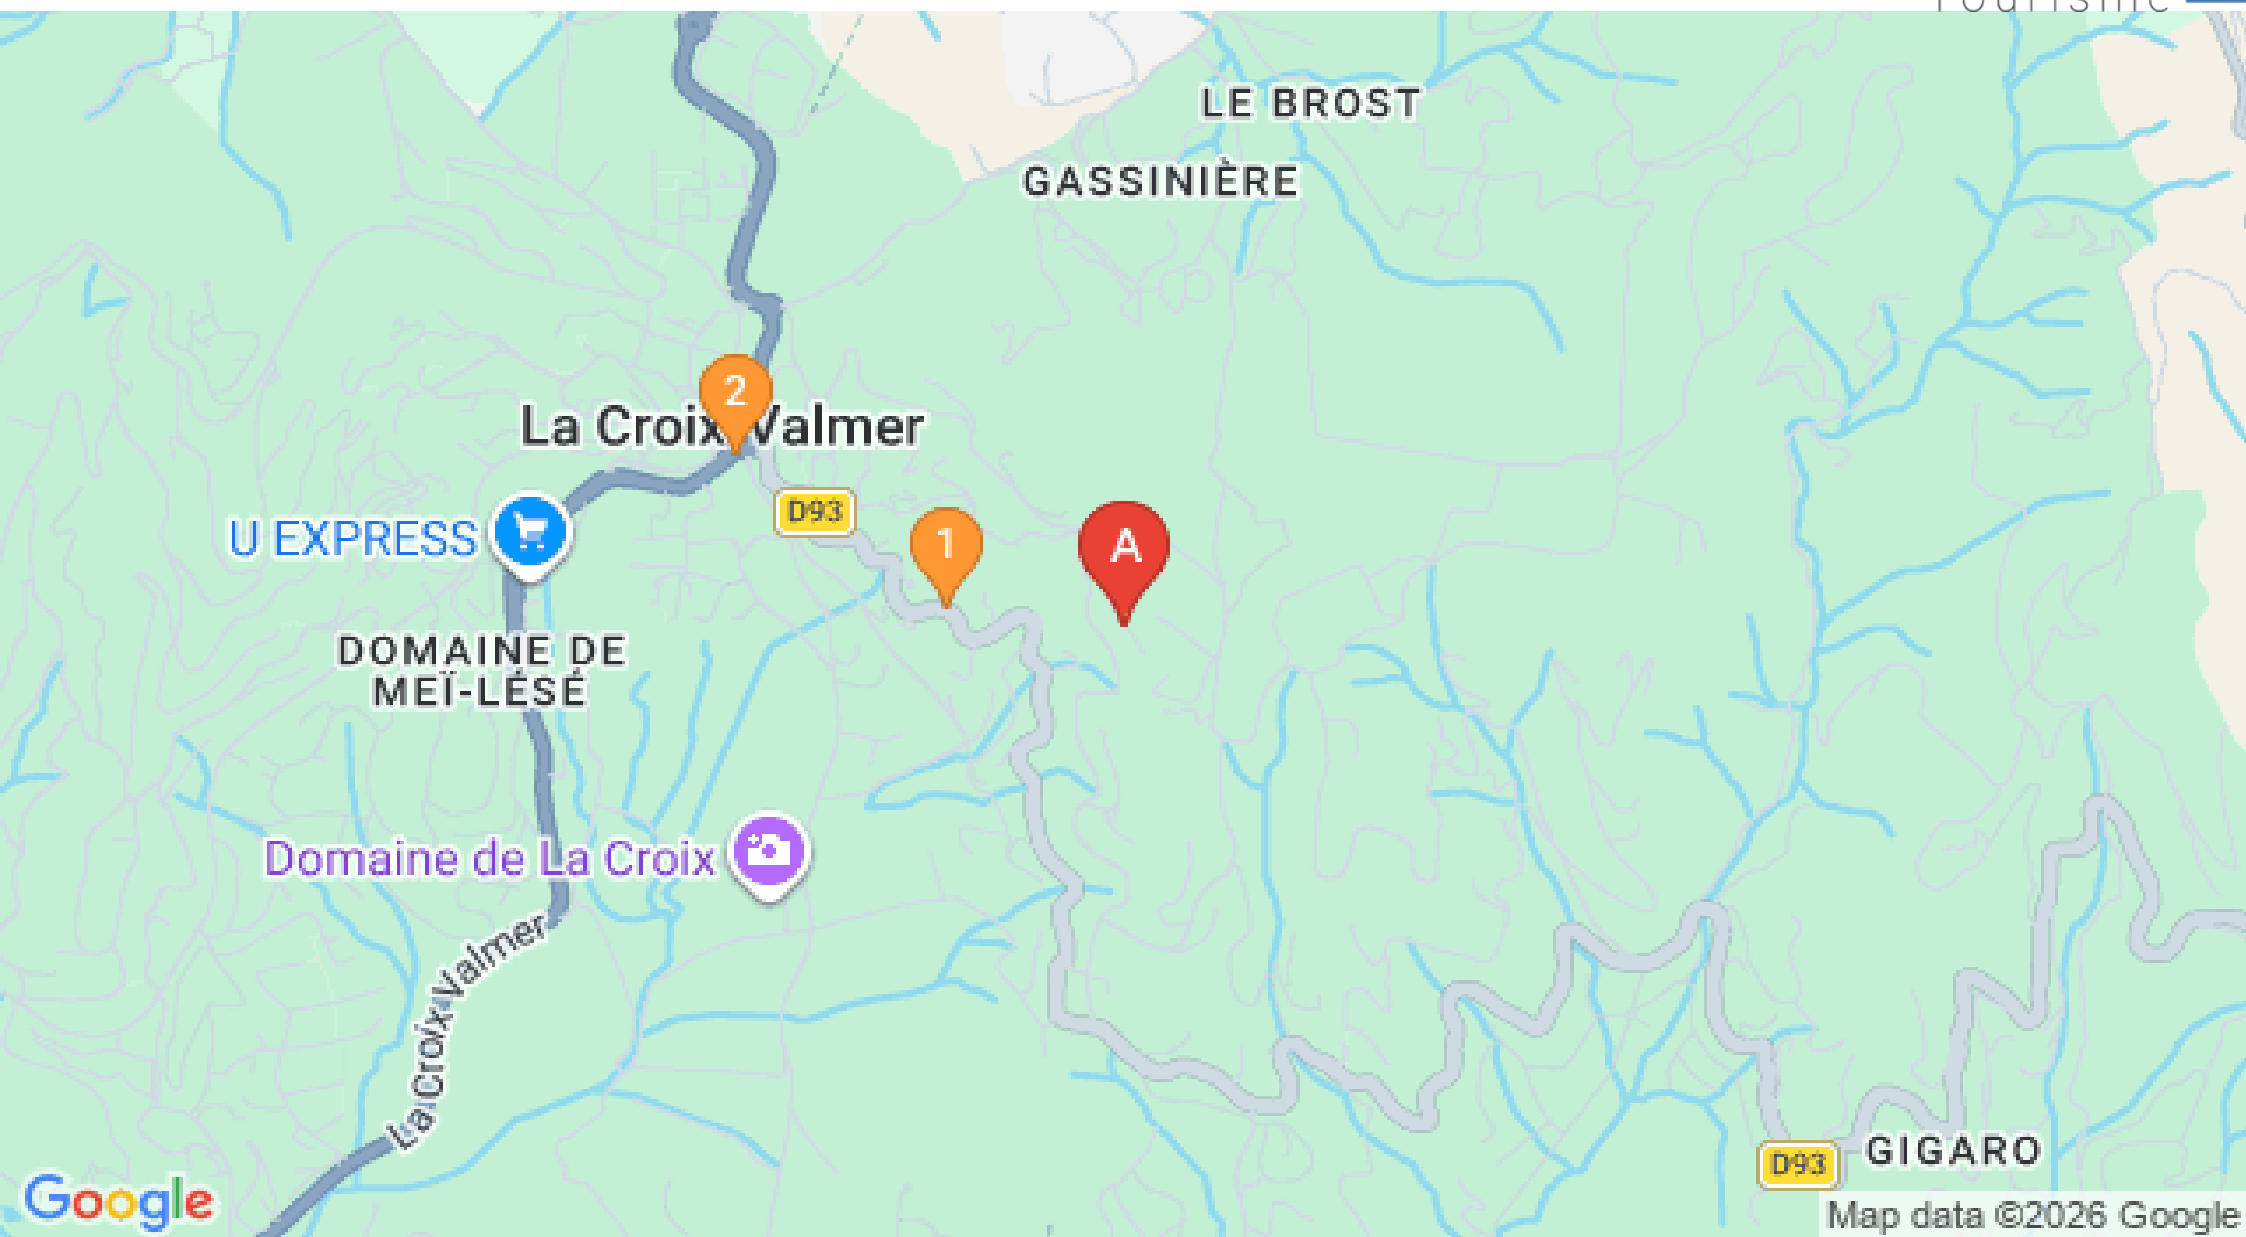 Tourisme
LE BROST
GASSINIÈRE
2
La Croix-Valmer
D93
U EXPRESS
1
A
DOMAINE DE
MEÏ-LÉSÉ
Domaine de La Croix
La Croix-Valmer
D93
GIGARO
Google
Map data ©2026 Google